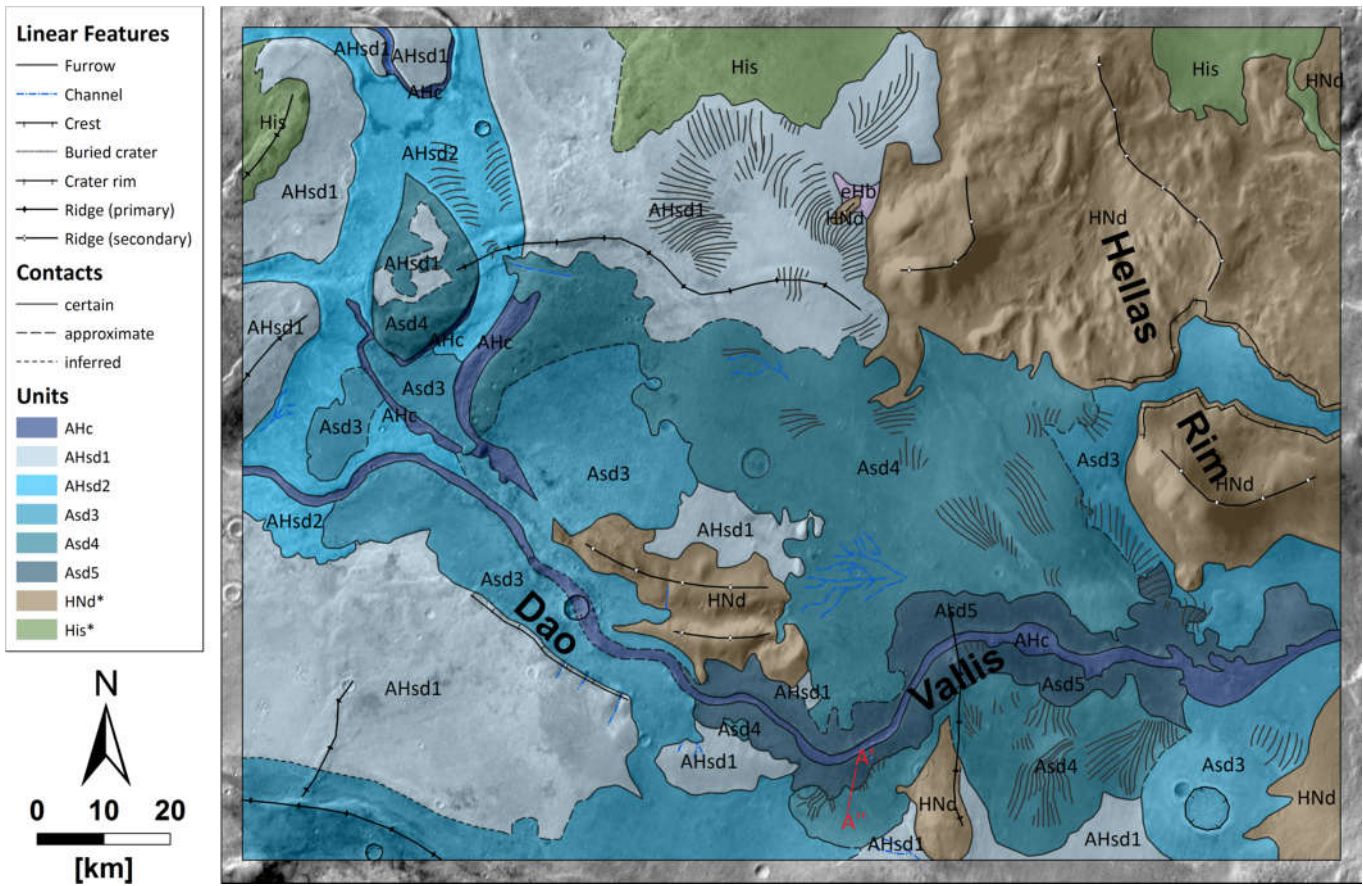 Linear Features
Furrow
Channel
Crest
Buried crater
Crater rim
Ridge (primary)
Ridge (secondary)
Contacts
certain
approximate
inferred
Units
AHc
AHsd1
AHsd2
Asd3
Asd4
Asd5
HNd*
His*
N
0 10 20
[km]
AHsd1 AHsd1
AHc
His
His
HNd
His
AHsd2
AHsd1
eHb
AHsd1
HNd
HNd
Hellas
AHsd1
AHsd1
Asd4
AHc
AHc
Asd3
Asd3
AHc
Rim
Asd3
Asd4
Asd3
HNd
AHsd2
AHsd1
Asd3
Dao
HNd
Asd5
AHc
Vallis
AHsd1
AHsd1
Asd5
Asd4
AHsd1
A'
Asd4
Asd3
HNd
HNd
A"
AHsd1
AHsd1